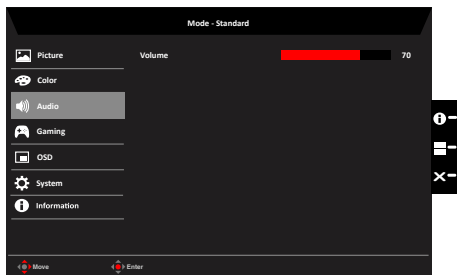 Mode - Standard
Picture
Volume 70
Color
Audio
Gaming
OSD
System
Information
Move Enter